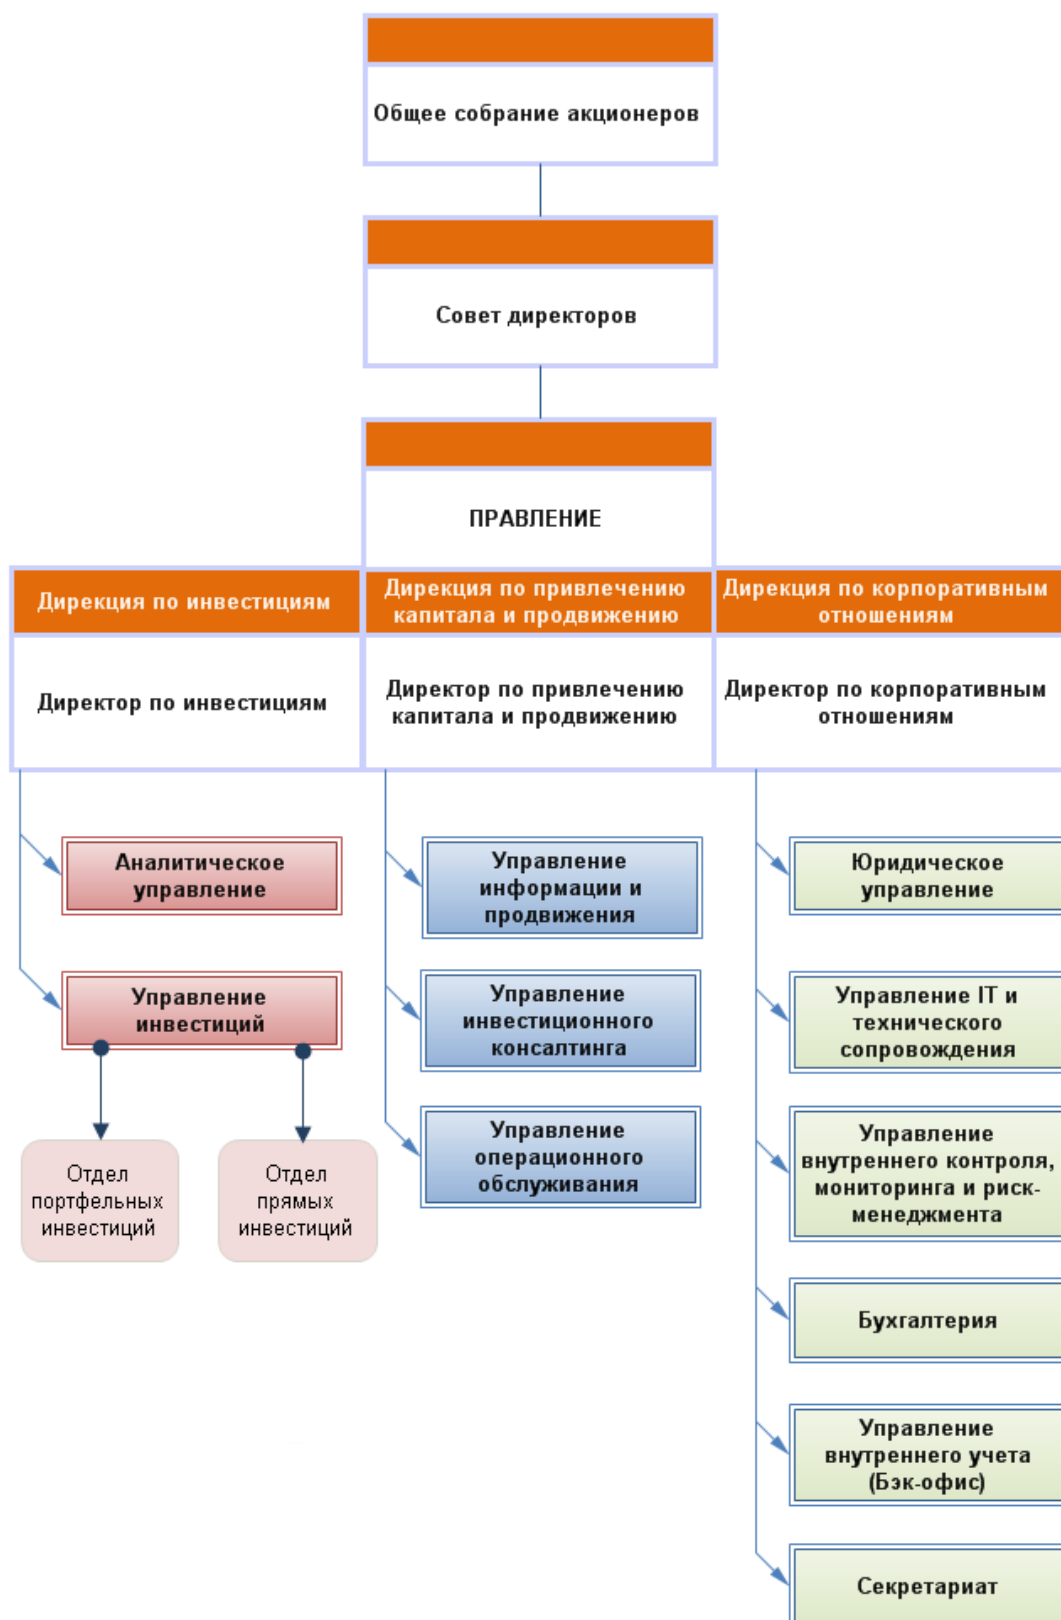 Общее собрание акционеров
Совет директоров
ПРАВЛЕНИЕ
Дирекция по инвестициям
Дирекция по привлечению
капитала и продвижению
Дирекция по корпоративным
отношениям
Директор по инвестициям
Директор по привлечению
капитала и продвижению
Директор по корпоративным
отношениям
Аналитическое
управление
Управление
инвестиций
Отдел
портфельных
инвестиций
Отдел
прямых
инвестиций
Управление
информации и
продвижения
Управление
инвестиционного
консалтинга
Управление
операционного
обслуживания
Юридическое
управление
Управление IT и
технического
сопровождения
Управление
внутреннего контроля,
мониторинга и риск-
менеджмента
Бухгалтерия
Управление
внутреннего учета
(Бэк-офис)
Секретариат